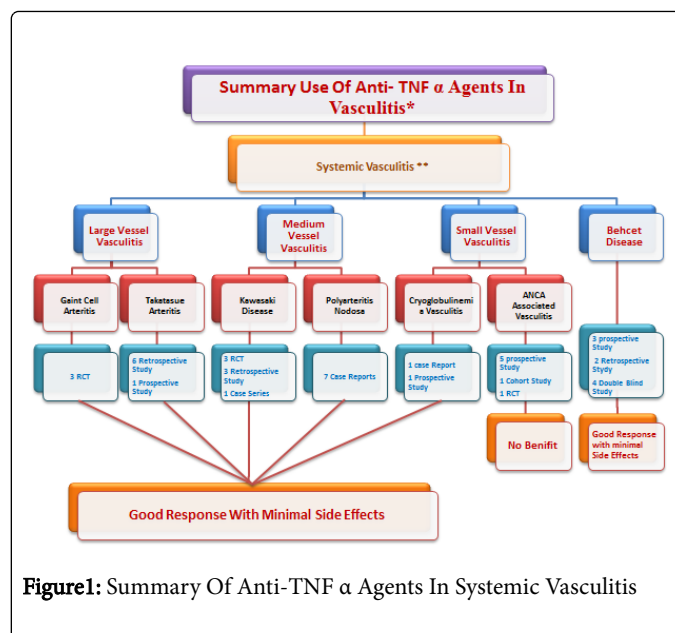 Summary Use Of Anti- TNF α Agents In
Vasculitis*
Systemic Vasculitis **
Large Vessel
Vasculitis
Medium
Vessel
Vasculitis
Small Vessel
Vasculitis
Behcet
Disease
Gaint Cell
Arteritis
Takatasue
Arteritis
Kawasaki
Disease
Polyarteritis
Nodosa
Cryoglobulinem
ia Vasculitis
ANCA
Associated
Vasculitis
3 RCT
6 Retrospective
Study
1 Prospective
Study
3 RCT
3 Retrospective
Study
1 Case Series
7 Case Reports
1 case Report
1 Prospective
Study
5 prospective
Study
1 Cohort Study
1 RCT
3 prospective
Study
2 Retrospective
Study
4 Double Blind Study
No Benifit
Good Response
with minimal
Side Effects
Good Response With Minimal Side Effects
Figure1: Summary Of Anti-TNF α Agents In Systemic Vasculitis